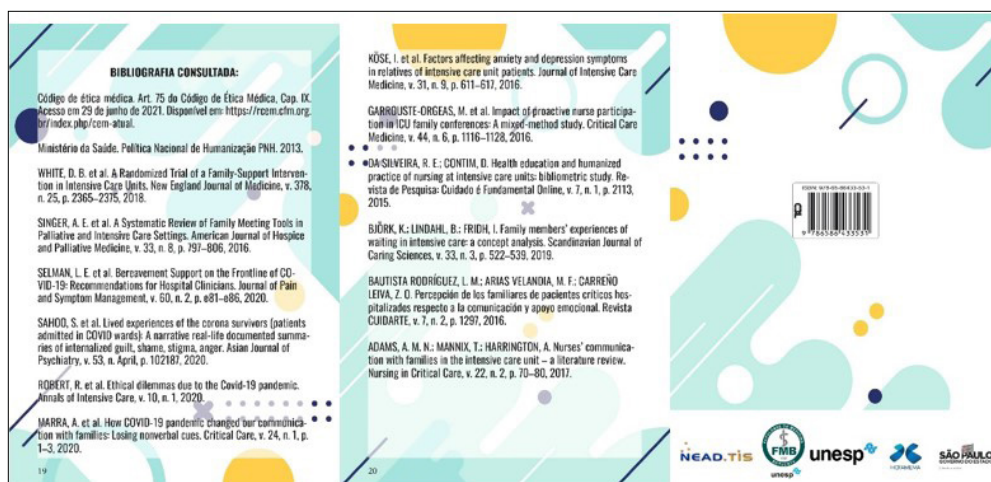 BIBLIOGRAFIA CONSULTADA:
Código de ética médica. Art. 75 do Código de Ética Médica, Cap. IX.
Acesso em 29 de junho de 2021. Disponível em: https://rcem.cfm.org.
br/index.php/cem-atual.
Ministério da Saúde. Política Nacional de Humanização PNH. 2013.
WHITE, D. B. et al. A Randomized Trial of a Family-Support Interven-
tion in Intensive Care Units. New England Journal of Medicine, v. 378,
n. 25, p. 2365–2375, 2018.
SINGER, A. E. et al. A Systematic Review of Family Meeting Tools in
Palliative and Intensive Care Settings. American Journal of Hospice
and Palliative Medicine, v. 33, n. 8, p. 797–806, 2016.
SELMAN, L. E. et al. Bereavement Support on the Frontline of CO-
VID-19: Recommendations for Hospital Clinicians. Journal of Pain
and Symptom Management, v. 60, n. 2, p. e81–e86, 2020.
SAHOO, S. et al. Lived experiences of the corona survivors (patients
admitted in COVID wards): A narrative real-life documented summa-
ries of internalized guilt, shame, stigma, anger. Asian Journal of
Psychiatry, v. 53, n. April, p. 102187, 2020.
ROBERT, R. et al. Ethical dilemmas due to the Covid-19 pandemic.
Annals of Intensive Care, v. 10, n. 1, 2020.
MARRA, A. et al. How COVID-19 pandemic changed our communica-
tion with families: Losing nonverbal cues. Critical Care, v. 24, n. 1, p.
1–3, 2020.
19
KÖSE, I. et al. Factors affecting anxiety and depression symptoms
in relatives of intensive care unit patients. Journal of Intensive Care
Medicine, v. 31, n. 9, p. 611–617, 2016.
GARROUSTE-ORGEAS, M. et al. Impact of proactive nurse participa-
tion in ICU family conferences: A mixed-method study. Critical Care
Medicine, v. 44, n. 6, p. 1116–1128, 2016.
DA SILVEIRA, R. E.; CONTIM, D. Health education and humanized
practice of nursing at intensive care units: bibliometric study. Re-
vista de Pesquisa: Cuidado é Fundamental Online, v. 7, n. 1, p. 2113,
2015.
BJÖRK, K.; LINDAHL, B.; FRIDH, I. Family members' experiences of
waiting in intensive care: a concept analysis. Scandinavian Journal of
Caring Sciences, v. 33, n. 3, p. 522–539, 2019.
BAUTISTA RODRÍGUEZ, L. M.; ARIAS VELANDIA, M. F.; CARREÑO
LEIVA, Z. O. Percepción de los familiares de pacientes críticos hos-
pitalizados respecto a la comunicación y apoyo emocional. Revista
CUIDARTE, v. 7, n. 2, p. 1297, 2016.
ADAMS, A. M. N.; MANNIX, T.; HARRINGTON, A. Nurses' communica-
tion with families in the intensive care unit – a literature review.
Nursing in Critical Care, v. 22, n. 2, p. 70–80, 2017.
20
CBL
9 786586 433531
NEAD.TIS
FMB
unesp
unesp
SÃO PAULO
GOVERNO DO ESTADO